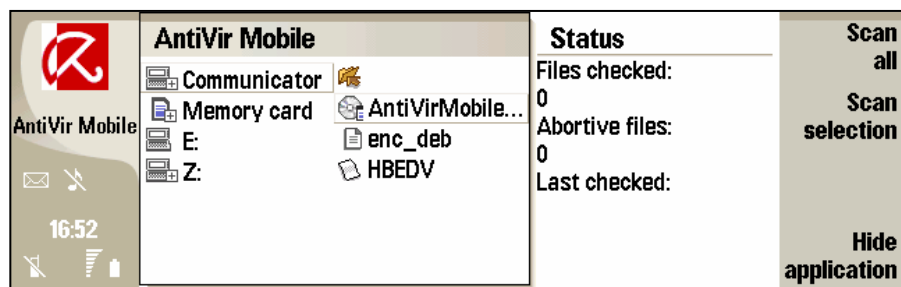 AntiVir Mobile
16:52
AntiVir Mobile
Communicator
Memory card
E:
Z:
AntiVirMobile...
enc_deb
HBEDV
Status
Files checked:
0
Abortive files:
0
Last checked:
Scan
all
Scan
selection
Hide
application